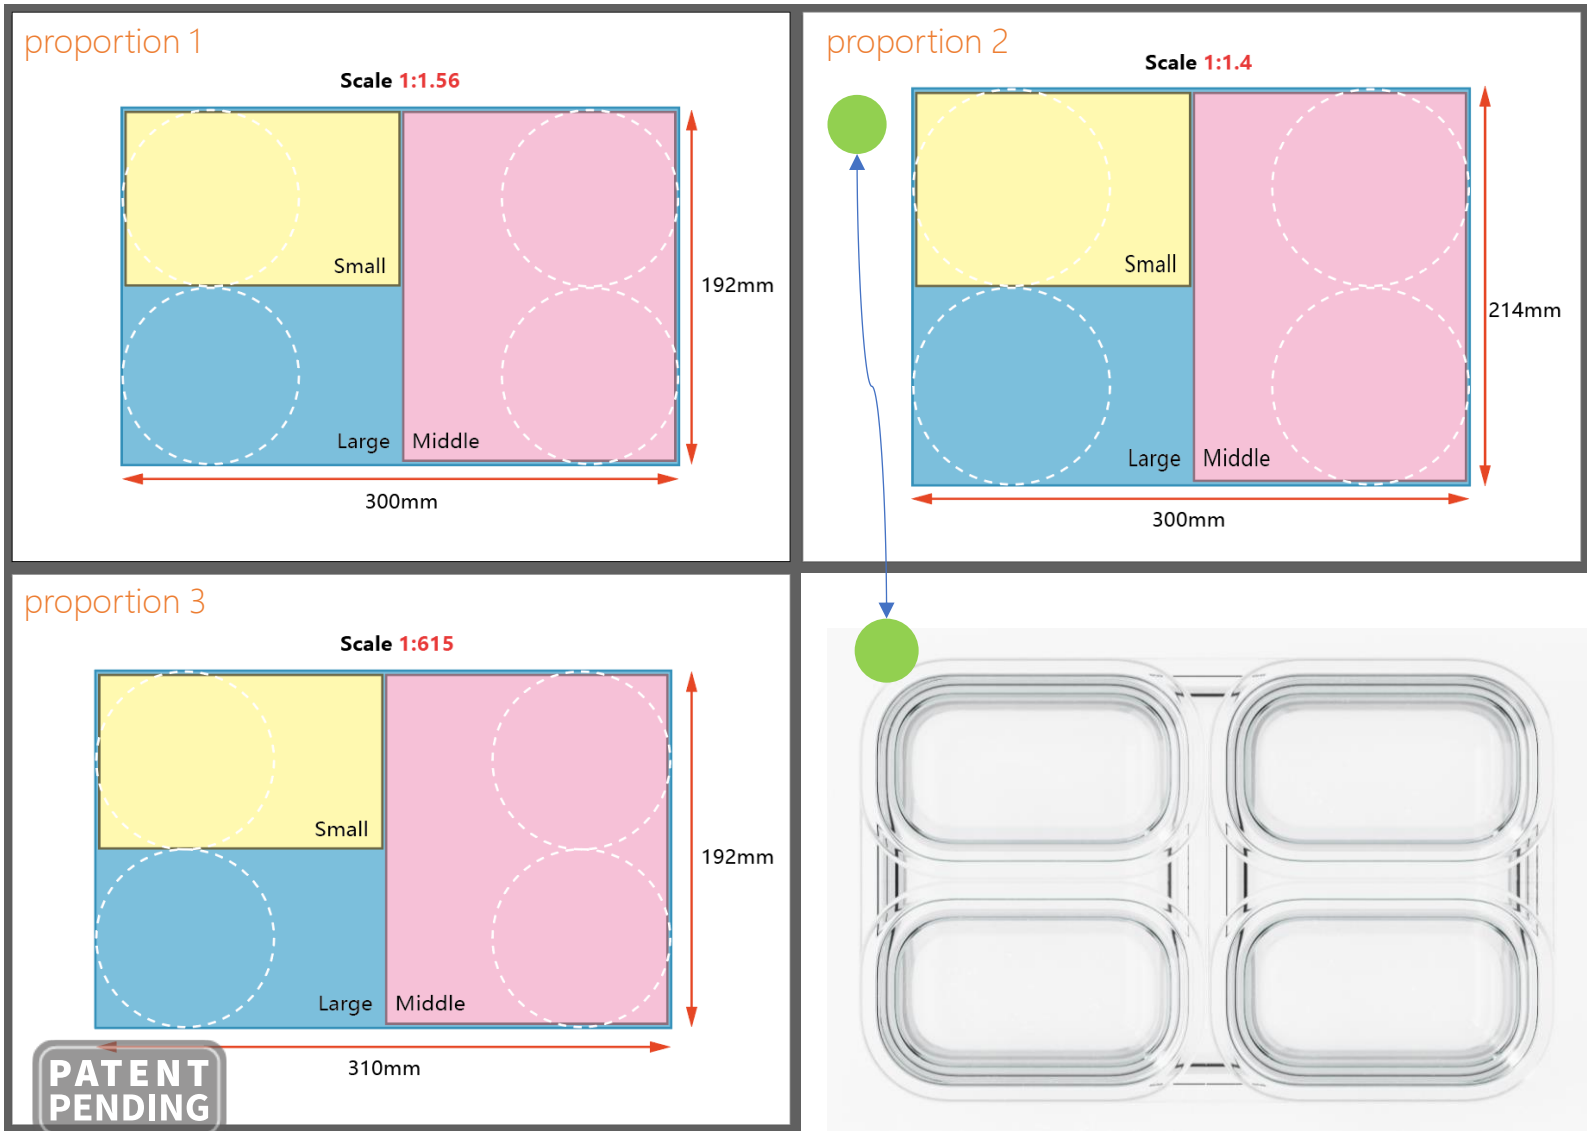 proportion 1
Scale 1:1.56
Small
Large
Middle
192mm
300mm
proportion 2
Scale 1:1.4
Small
Large
Middle
214mm
300mm
proportion 3
Scale 1:615
Small
Large
Middle
192mm
310mm
PATENT
PENDING